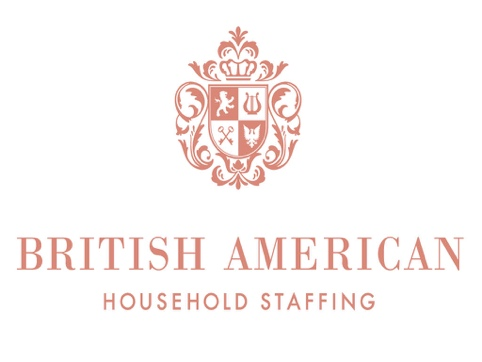 BRITISH AMERICAN
HOUSEHOLD STAFFING